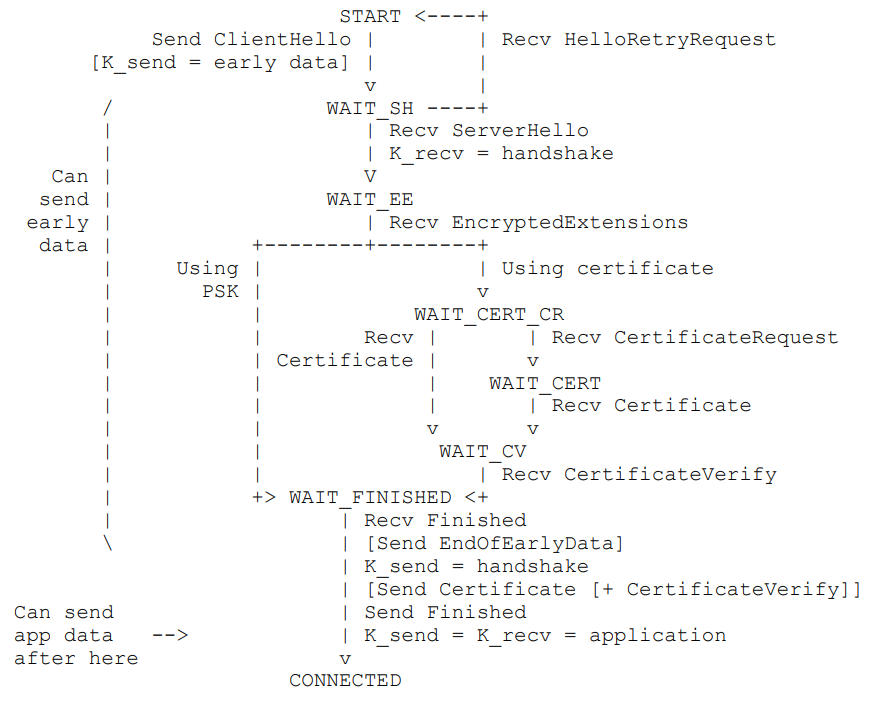 START <----+
           Send ClientHello |        | Recv HelloRetryRequest
      [K_send = early data] |        |
                            v        |
       /                 WAIT_SH ----+
       |                    | Recv ServerHello
       |                    | K_recv = handshake
   Can |                    V
  send |                 WAIT_EE
 early |                    | Recv EncryptedExtensions
  data |           +--------+--------+
       |     Using |                 | Using certificate
       |       PSK |                 v
       |           |            WAIT_CERT_CR
       |           |        Recv |       | Recv CertificateRequest
       |           | Certificate |       v
       |           |             |    WAIT_CERT
       |           |             |       | Recv Certificate
       |           |             v       v
       |           |              WAIT_CV
       |           |                 | Recv CertificateVerify
       |           +> WAIT_FINISHED <+
       |                  | Recv Finished
       \                  | [Send EndOfEarlyData]
                          | K_send = handshake
                          | [Send Certificate [+ CertificateVerify]]
Can send                  | Send Finished
app data   -->            | K_send = K_recv = application
after here                v
                      CONNECTED